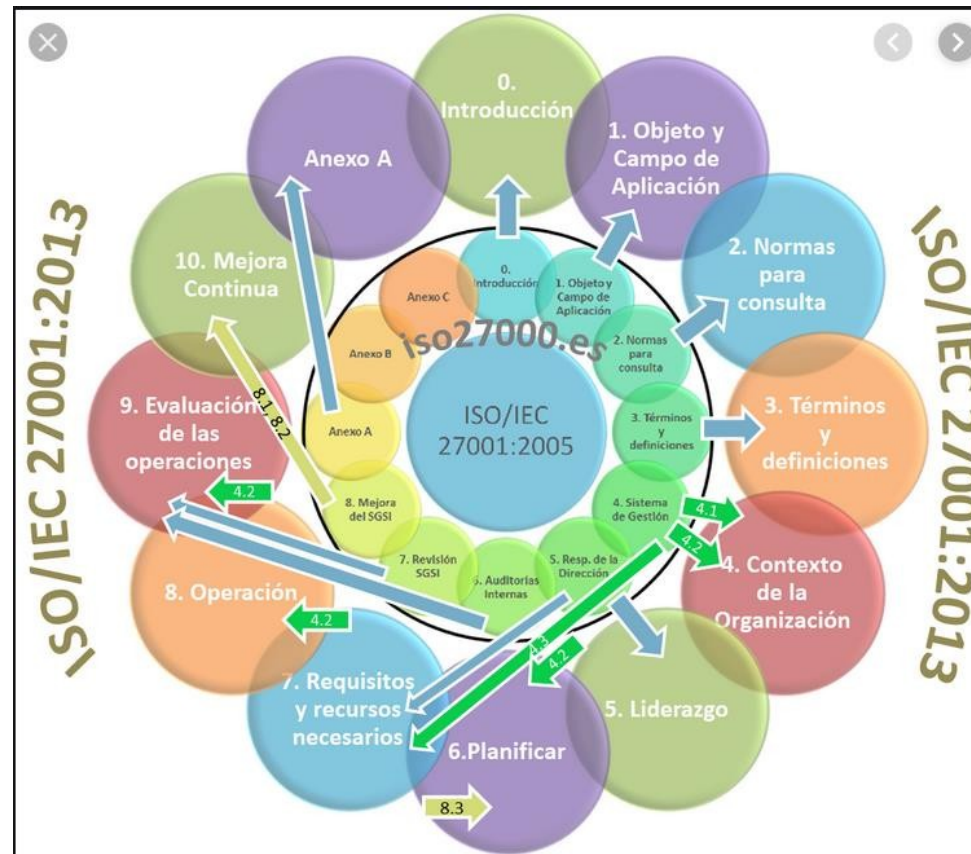 0.
Introducción
1. Objeto y
Campo de
Aplicación
2. Normas
para
consulta
3. Términos
y
definiciones
4. Contexto
de la
Organización
5. Liderazgo
6.Planificar
7. Requisitos
y recursos
necesarios
8. Operación
9. Evaluación
de las
operaciones
10. Mejora
Continua
Anexo A
ISO/IEC 27001:2013
ISO/IEC 27001:2013
0.
Introducción
1. Objeto y
Campo de
Aplicación
2. Normas
para
consulta
3. Términos
y
definiciones
4. Sistema
de Gestión
5. Resp. de la
Dirección
6. Auditorias
Internas
7. Revisión
SGSI
8. Mejora
del SGSI
Anexo A
Anexo B
Anexo C
iso27000.es
ISO/IEC
27001:2005
4.1
4.2
4.3
4.2
8.3
4.2
4.2
8.1, 8.2